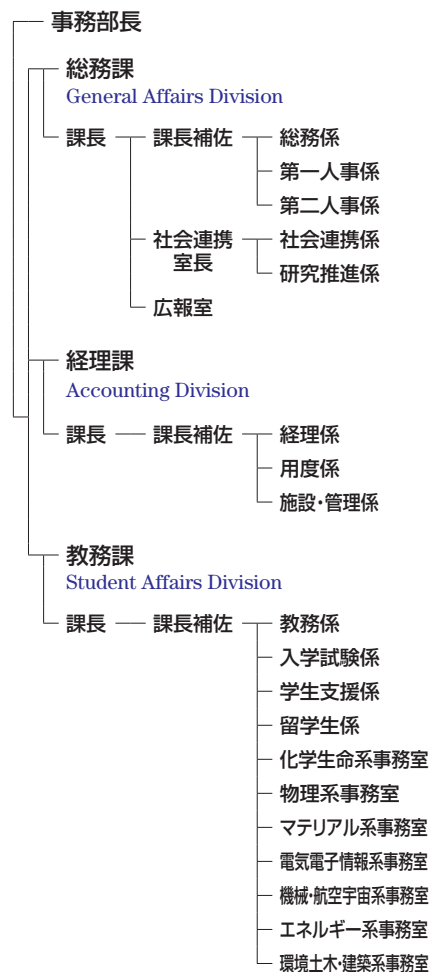 事務部長
総務課
General Affairs Division
課長 課長補佐 総務係
第一人事係
第二人事係
社会連携 社会連携係
室長
研究推進係
広報室
経理課
Accounting Division
課長 課長補佐 経理係
用度係
施設・管理係
教務課
Student Affairs Division
課長 課長補佐 教務係
入学試験係
学生支援係
留学生係
化学生命系事務室
物理系事務室
マテリアル系事務室
電気電子情報系事務室
機械・航空宇宙系事務室
エネルギー系事務室
環境土木・建築系事務室